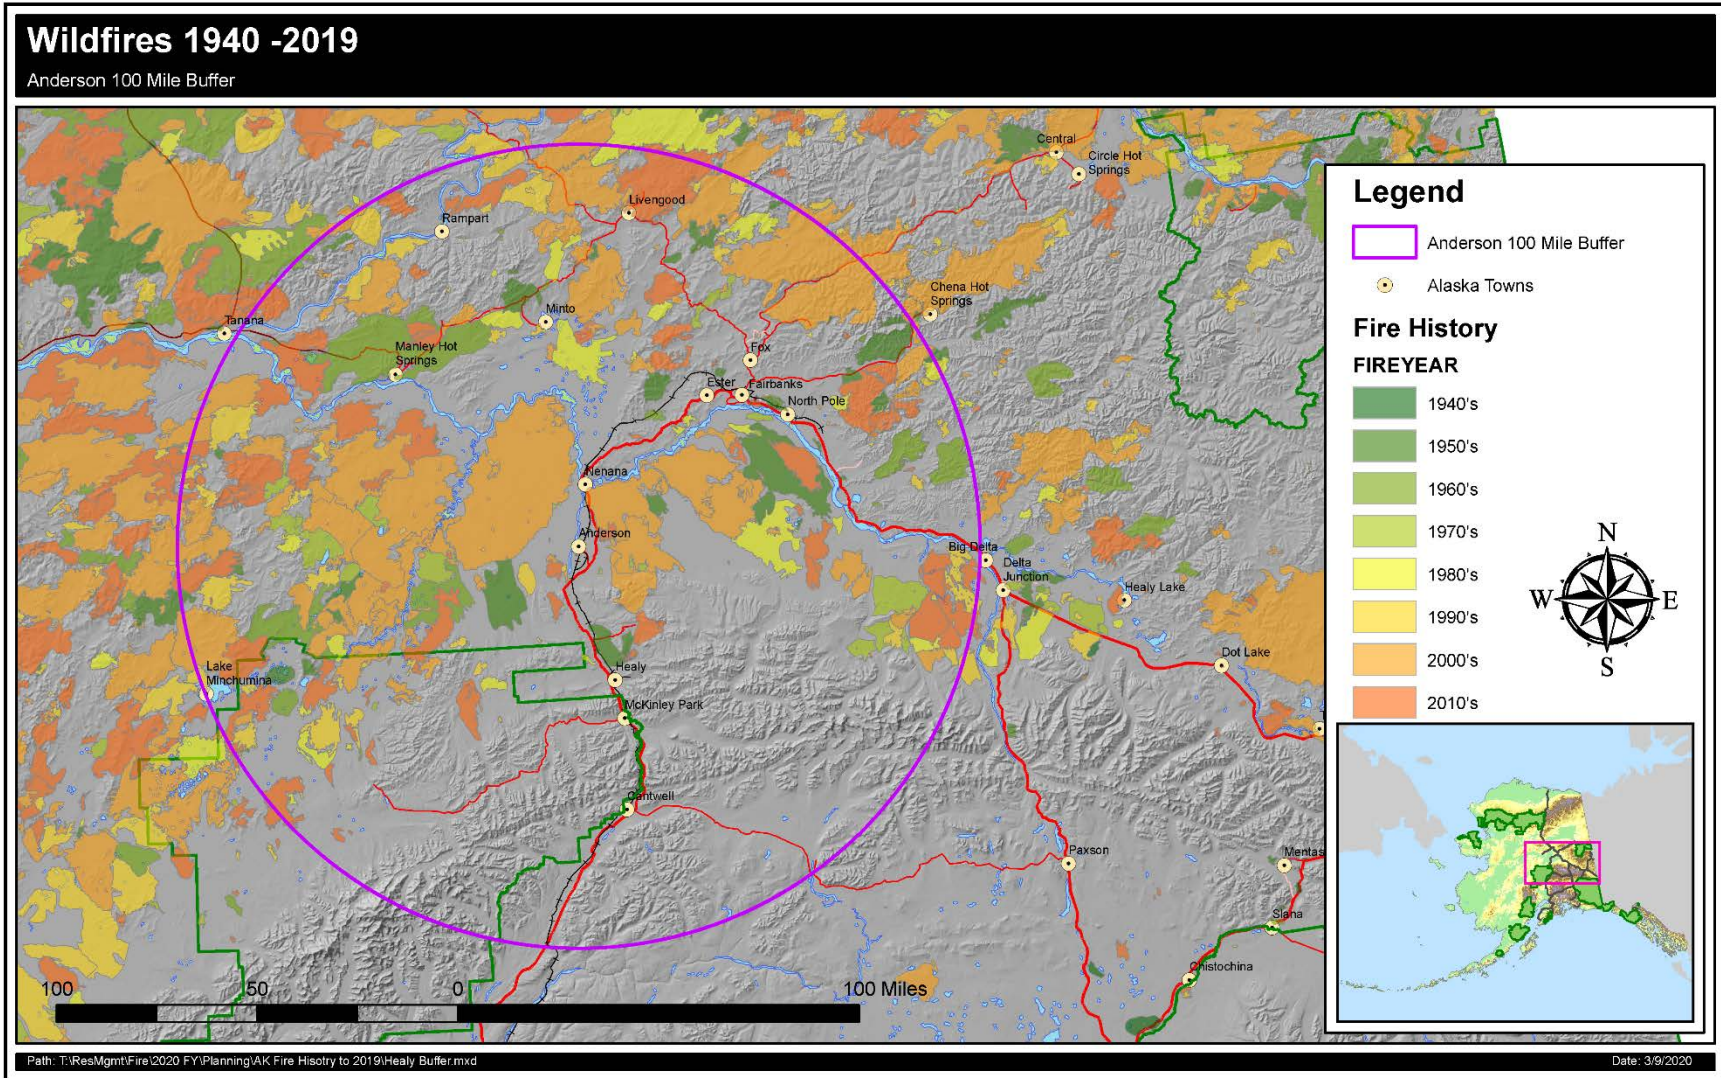 Wildfires 1940 -2019
Anderson 100 Mile Buffer
Central
Circle Hot
Springs
Livengood
Rampart
Chena Hot
Springs
Minto
Tanana
Manley Hot
Springs
Fox
Ester
Fairbanks
North Pole
Nenana
Anderson
Big Delta
Delta
Junction
Healy Lake
Dot Lake
Lake
Minchumina
Healy
McKinley Park
Cantwell
Paxson
Mentas
Slana
Chistochina
100
50
0
100 Miles
Legend
Anderson 100 Mile Buffer
Alaska Towns
Fire History
FIREYEAR
1940's
1950's
1960's
1970's
1980's
1990's
2000's
2010's
N
W
E
S
Path: T:\ResMgmt\Fire\2020 FY\Planning\AK Fire Hisotry to 2019\Healy Buffer.mxd
Date: 3/9/2020